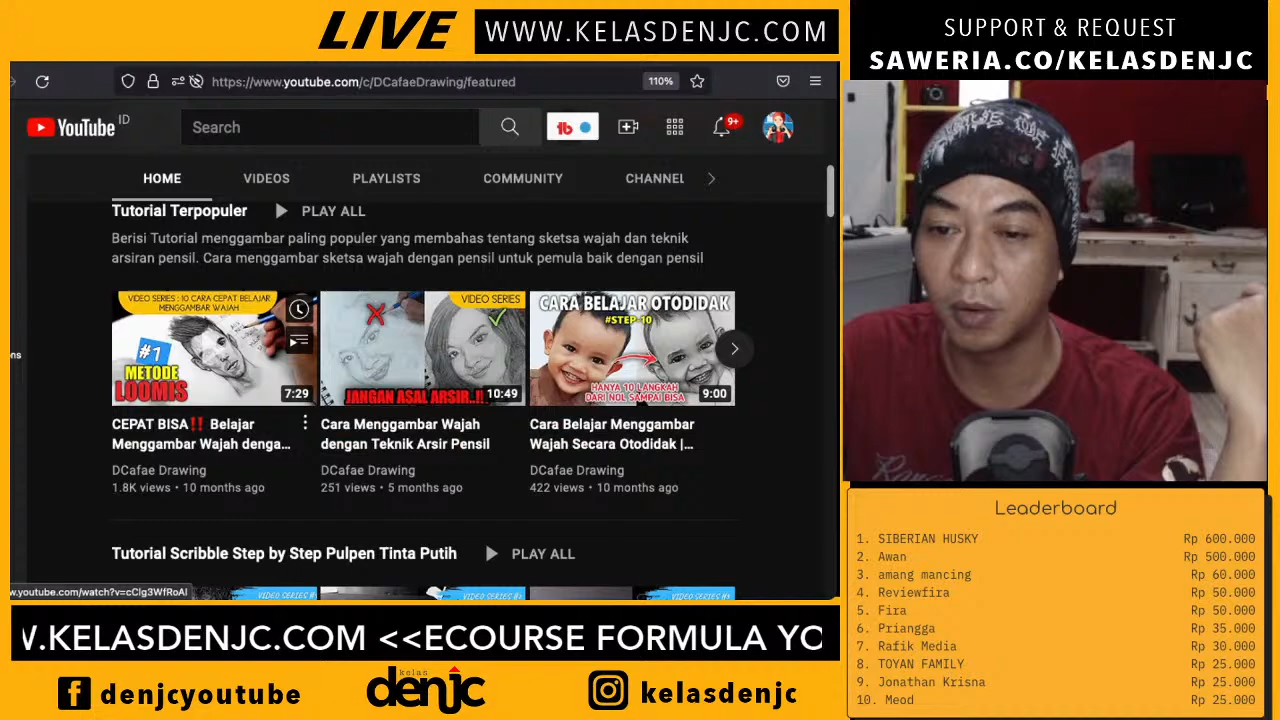 LIVE
WWW.KELASDENJC.COM
SUPPORT & REQUEST
SAWERIA.CO/KELASDENJC
https://www.youtube.com/c/DCafaeDrawing/featured
110%
YouTube ID
Search
9+
HOME VIDEOS PLAYLISTS COMMUNITY CHANNEL
Tutorial Terpopuler PLAY ALL
Berisi Tutorial menggambar paling populer yang membahas tentang sketsa wajah dan teknik
arsiran pensil. Cara menggambar sketsa wajah dengan pensil untuk pemula baik dengan pensil
VIDEO SERIES : 10 CARA CEPAT BELAJAR
MENGGAMBAR WAJAH
#1
METODE
LOOMIS
7:29
VIDEO SERIES
JANGAN ASAL ARSIR..!!
10:49
CARA BELAJAR OTODIDAK
#STEP-10
HANYA 10 LANGKAH
DARI NOL SAMPAI BISA
9:00
ons
CEPAT BISA‼️ Belajar
Menggambar Wajah denga...
DCafae Drawing
1.8K views • 10 months ago
Cara Menggambar Wajah
dengan Teknik Arsir Pensil
DCafae Drawing
251 views • 5 months ago
Cara Belajar Menggambar
Wajah Secara Otodidak |...
DCafae Drawing
422 views • 10 months ago
Tutorial Scribble Step by Step Pulpen Tinta Putih PLAY ALL
.youtube.com/watch?v=cClg3WfRoAI
VIDEO SERIES
W.KELASDENJC.COM <<ECOURSE FORMULA YO
denjcyoutube
kelas
denjc
kelasdenjc
Leaderboard
1. SIBERIAN HUSKY Rp 600.000
2. Awan Rp 500.000
3. amang mancing Rp 60.000
4. Reviewfira Rp 50.000
5. Fira Rp 50.000
6. Priangga Rp 35.000
7. Rafik Media Rp 30.000
8. TOYAN FAMILY Rp 25.000
9. Jonathan Krisna Rp 25.000
10. Meod Rp 25.000